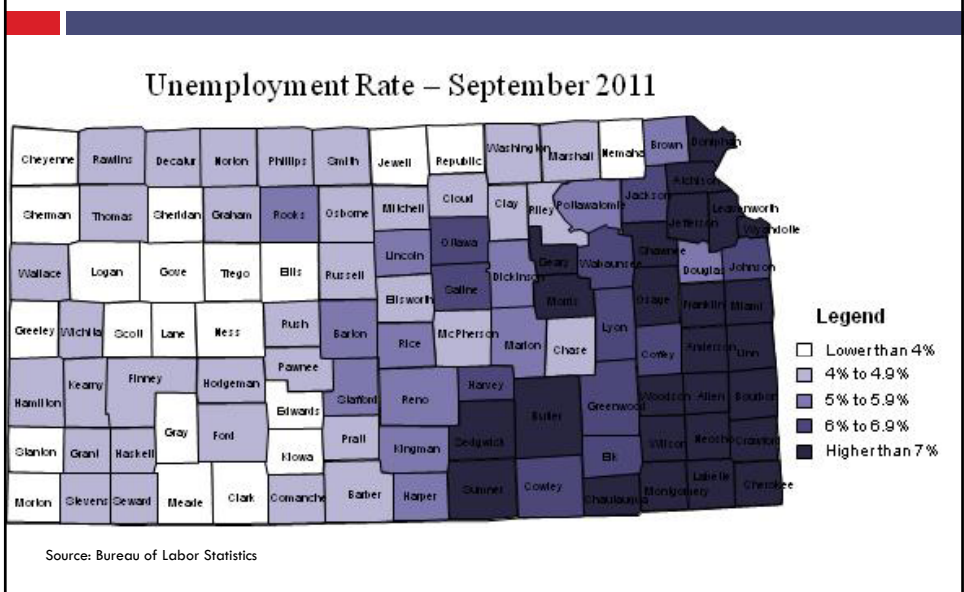 Unemployment Rate – September 2011
Cheyenne Rawlins Decatur Norton Phillips Smith Jewell Republic Washington Marshall Nemaha Brown Doniphan
Atchison
Sherman Thomas Sheridan Graham Rooks Osborne Mitchell Cloud Clay Riley Pottawatomie Jackson Jefferson Leavenworth
Wyandotte
Ottawa
Wallace Logan Gove Trego Ellis Russell Lincoln Saline Dickinson Geary Wabaunsee Shawnee Douglas Johnson
Ellsworth Morris Osage Franklin Miami
Greeley Wichita Scott Lane Ness Rush Barton Rice McPherson Marion Chase Lyon Coffey Anderson Linn
Hamilton Kearny Finney Hodgeman Pawnee Stafford Reno Harvey Butler Greenwood Woodson Allen Bourbon
Edwards
Gray Ford Pratt Kingman Sedgwick Elk Wilson Neosho Crawford
Stanton Grant Haskell Kiowa
Morton Stevens Seward Meade Clark Comanche Barber Harper Sumner Cowley Chautauqua Montgomery Labette Cherokee
Legend
Lower than 4%
4% to 4.9%
5% to 5.9%
6% to 6.9%
Higher than 7%
Source: Bureau of Labor Statistics